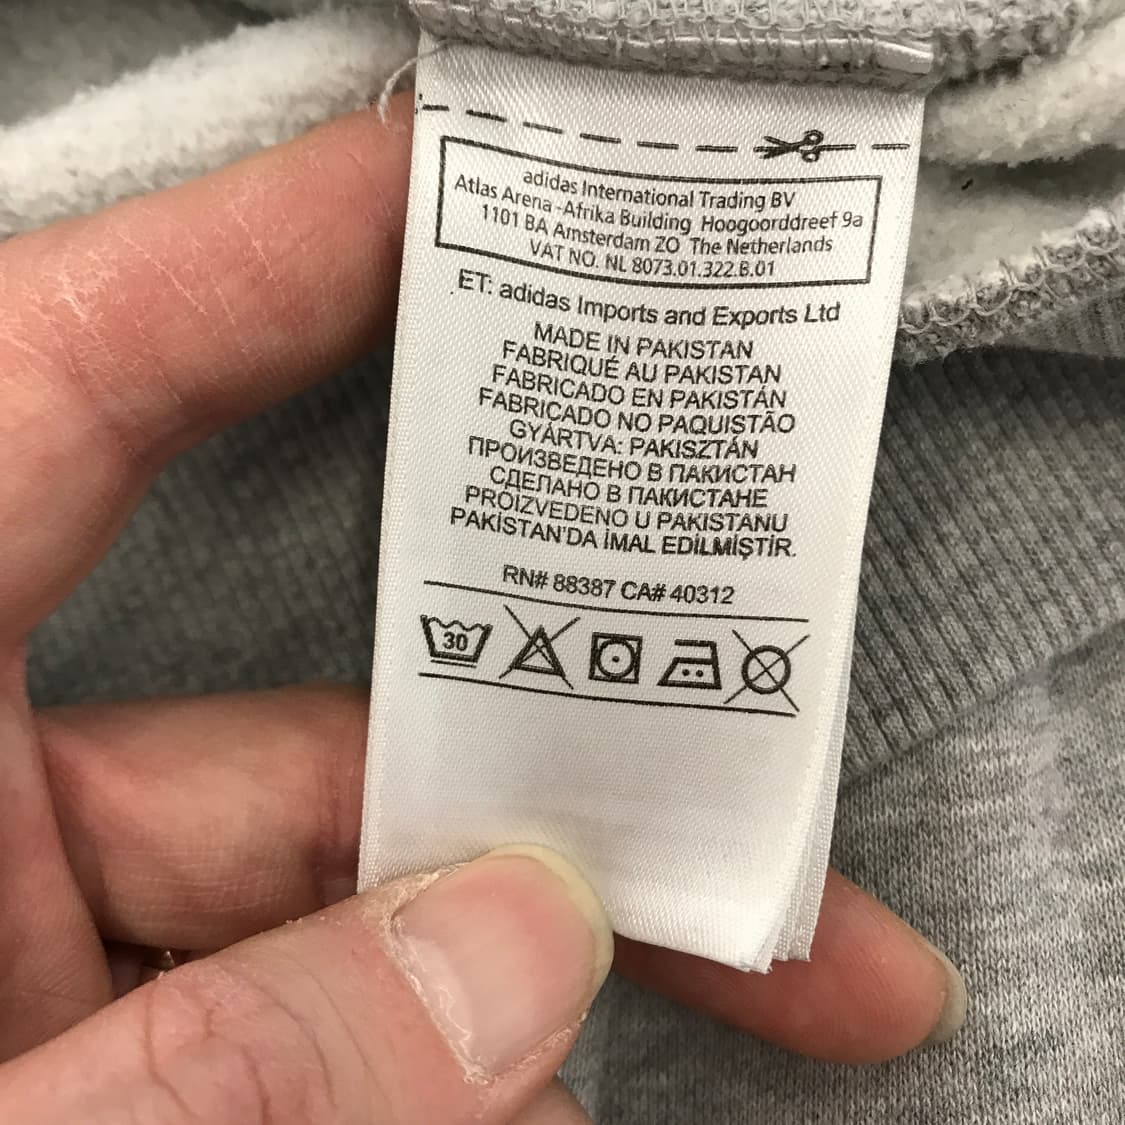 adidas International Trading BV
Atlas Arena -Afrika Building Hoogoorddreef 9a
1101 BA Amsterdam ZO The Netherlands
VAT NO. NL 8073.01.322.B.01
ET: adidas Imports and Exports Ltd
MADE IN PAKISTAN
FABRIQUÉ AU PAKISTAN
FABRICADO EN PAKISTÁN
FABRICADO NO PAQUISTÃO
GYÁRTVA: PAKISZTÁN
ПРОИЗВЕДЕНО В ПАКИСТАН
СДЕЛАНО В ПАКИСТАНЕ
PROIZVEDENO U PAKISTANU
PAKİSTAN'DA İMAL EDİLMİŞTİR.
RN# 88387 CA# 40312
30